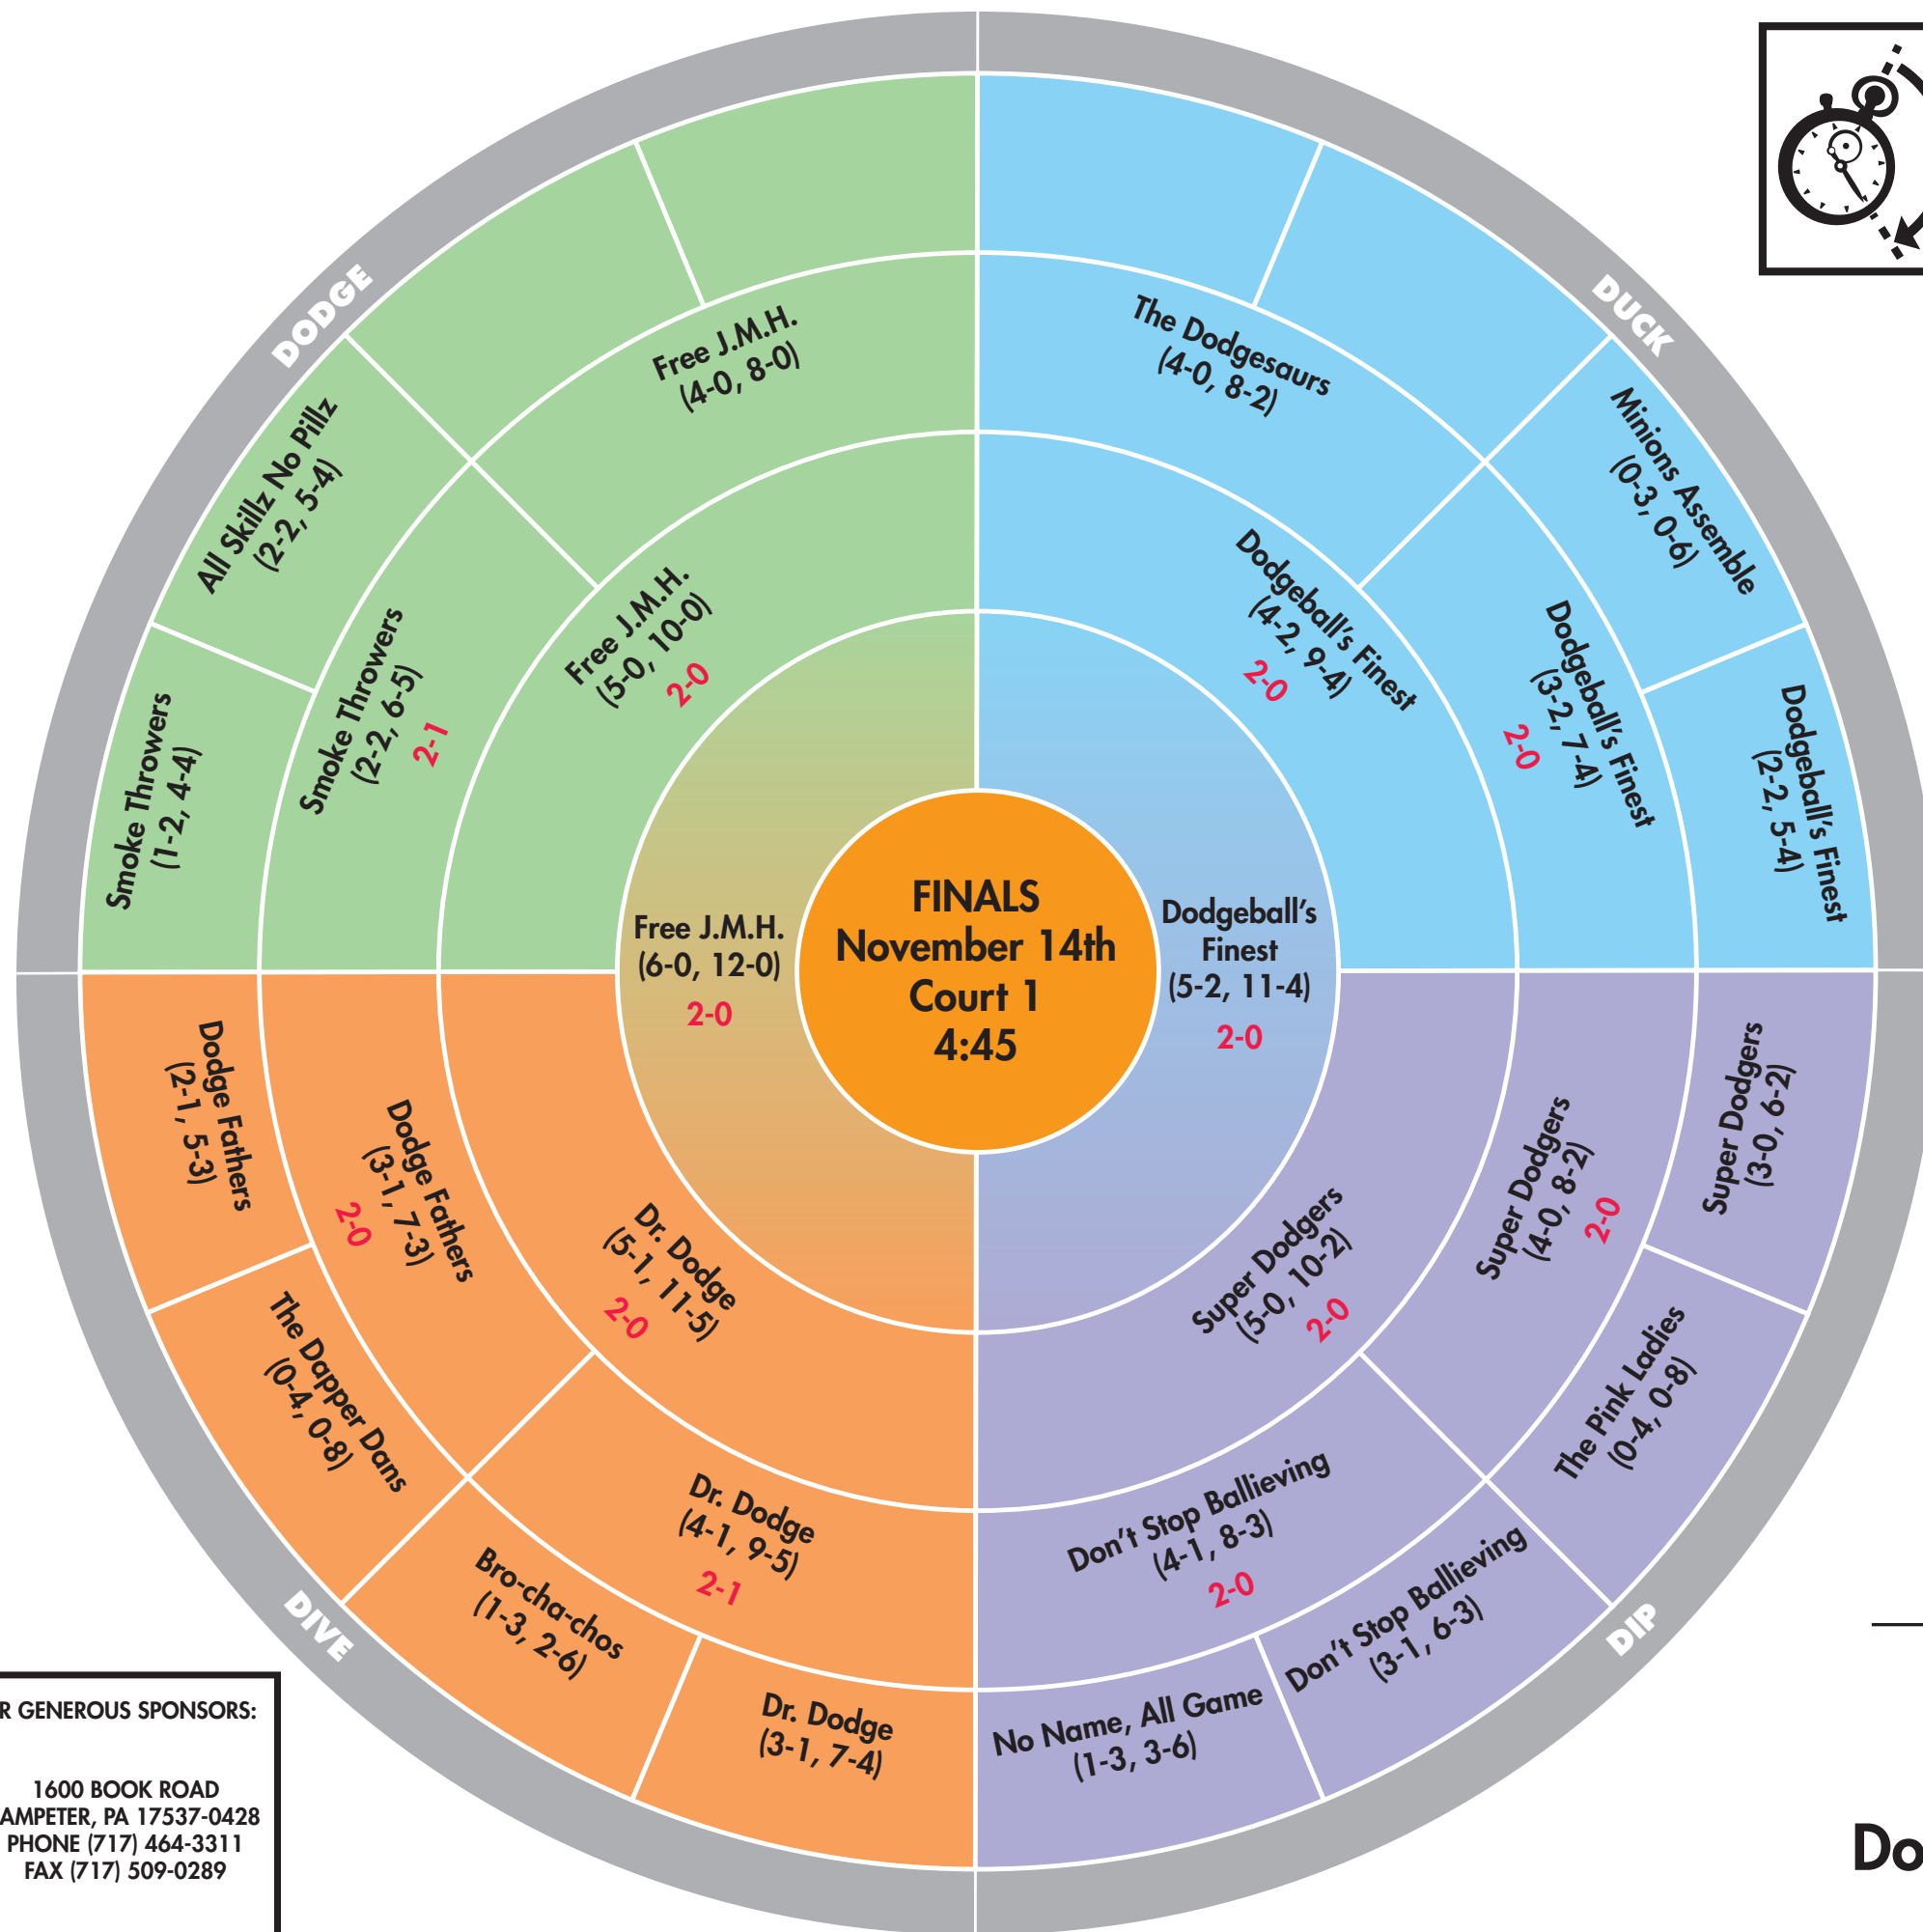 DODGE
Free J.M.H.
(4-0, 8-0)
All Skillz No Pillz
(2-2, 5-4)
Smoke Throwers
(1-2, 4-4)
Smoke Throwers
(2-2, 6-5)
2-1
Free J.M.H.
(5-0, 10-0)
2-0
DUCK
The Dodgesaurs
(4-0, 8-2)
Minions Assemble
(0-3, 0-6)
Dodgeball's Finest
(2-2, 5-4)
Dodgeball's Finest
(3-2, 7-4)
2-0
Dodgeball's Finest
(4-2, 9-4)
2-0
Free J.M.H.
(6-0, 12-0)
2-0
FINALS
November 14th
Court 1
4:45
Dodgeball's
Finest
(5-2, 11-4)
2-0
Dodge Fathers
(2-1, 5-3)
The Dapper Dans
(0-4, 0-8)
Dodge Fathers
(3-1, 7-3)
2-0
Dr. Dodge
(5-1, 11-5)
2-0
Dr. Dodge
(4-1, 9-5)
2-1
Bro-cha-chos
(1-3, 2-6)
Dr. Dodge
(3-1, 7-4)
DIVE
Super Dodgers
(3-0, 6-2)
Super Dodgers
(4-0, 8-2)
2-0
The Pink Ladies
(0-4, 0-8)
Super Dodgers
(5-0, 10-2)
2-0
Don't Stop Ballieving
(4-1, 8-3)
2-0
Don't Stop Ballieving
(3-1, 6-3)
No Name, All Game
(1-3, 3-6)
DIP
R GENEROUS SPONSORS:
1600 BOOK ROAD
AMPETER, PA 17537-0428
PHONE (717) 464-3311
FAX (717) 509-0289
Do